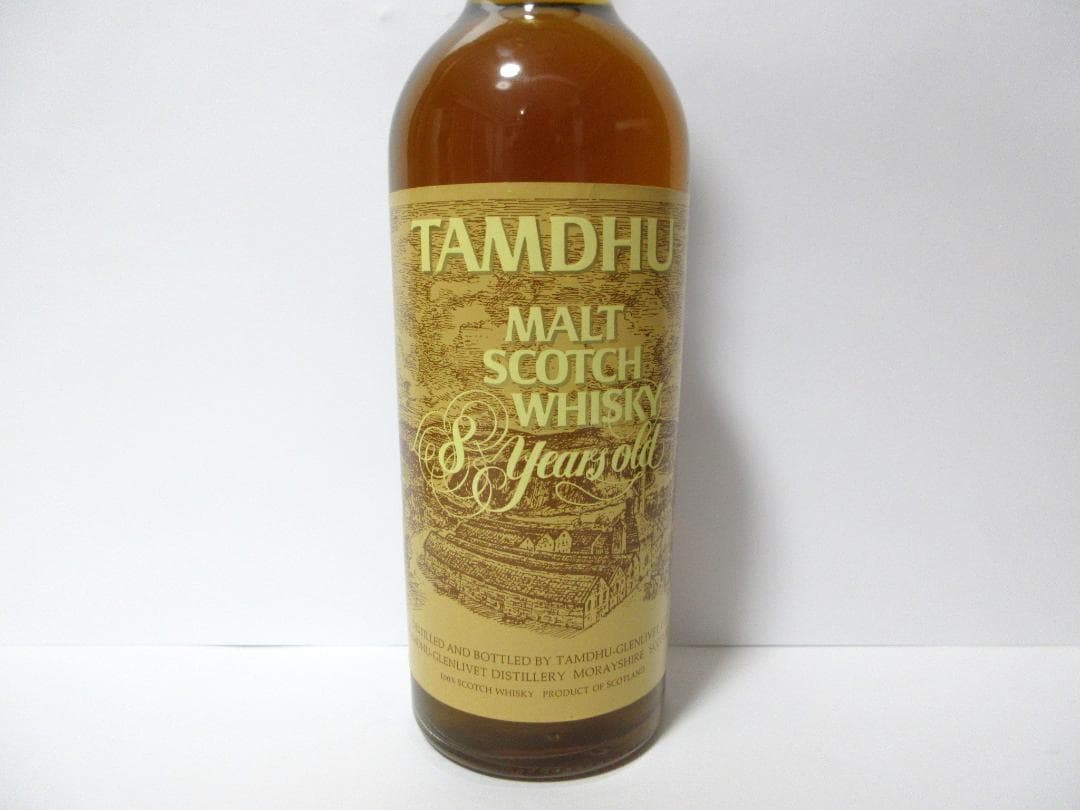 TAMDHU
MALT
SCOTCH
WHISKY
8 Years old
AND BOTTLED BY TAMDHU-GLENLIVET
GLENLIVET DISTILLERY MORAYSHIRE
100% SCOTCH WHISKY PRODUCT OF SCOTLAND